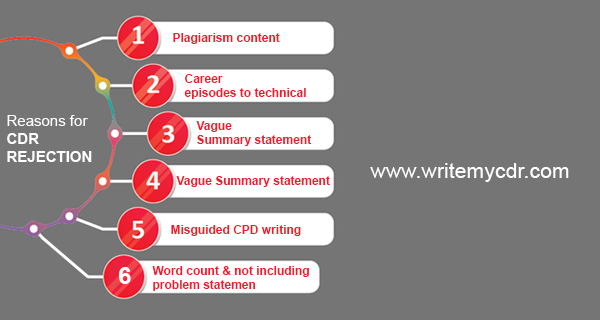 Reasons for
CDR
REJECTION
1
Plagiarism content
2
Career
episodes to technical
3
Vague
Summary statement
4
Vague Summary statement
5
Misguided CPD writing
6
Word count & not including
problem statemen
www.writemycdr.com